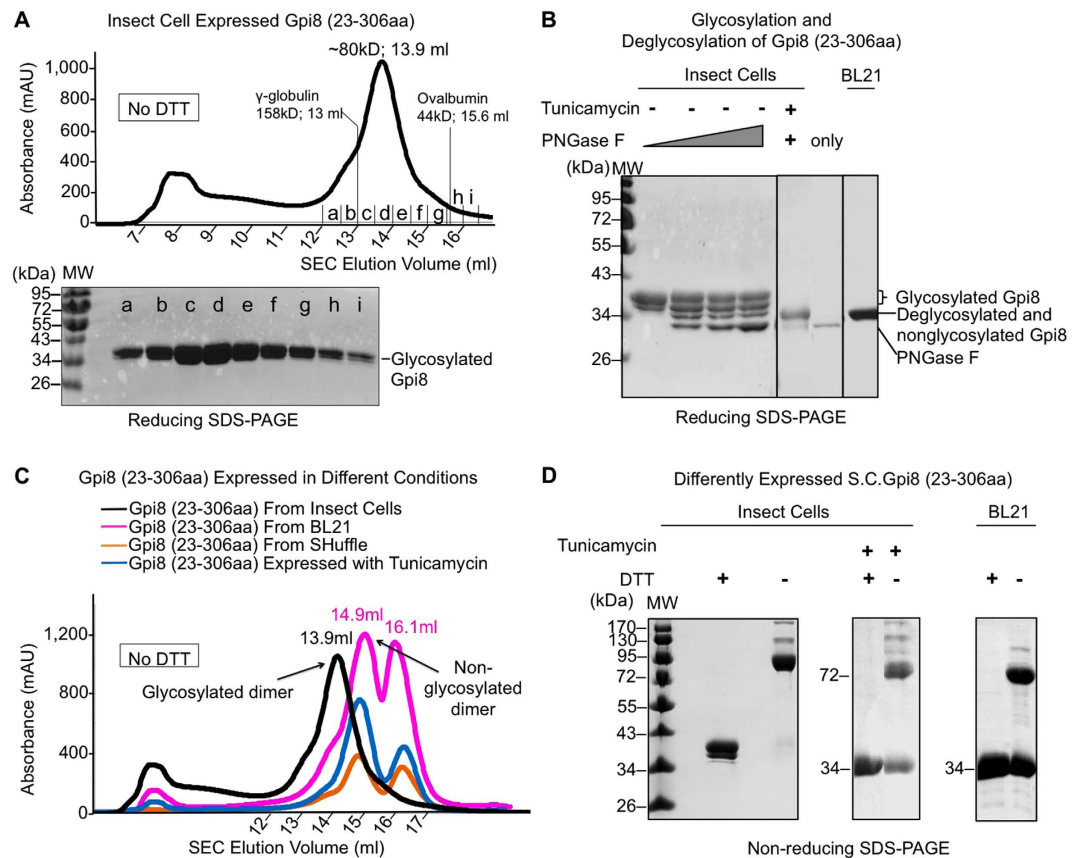 A
Insect Cell Expressed Gpi8 (23-306aa)
~80kD; 13.9 ml
Absorbance (mAU)
1,000
800
600
400
200
0
No DTT
γ-globulin
158kD; 13 ml
Ovalbumin
44kD; 15.6 ml
a b c d e f g h i
7 8 9 10 11 12 13 14 15 16
SEC Elution Volume (ml)
(kDa) MW
95
72
55
43
34
26
a b c d e f g h i
Glycosylated
Gpi8
Reducing SDS-PAGE
B
Glycosylation and
Deglycosylation of Gpi8 (23-306aa)
Insect Cells BL21
Tunicamycin - - - - +
PNGase F + only
(kDa) MW
95
72
55
43
34
26
Glycosylated Gpi8
Deglycosylated and
nonglycosylated Gpi8
PNGase F
Reducing SDS-PAGE
C
Gpi8 (23-306aa) Expressed in Different Conditions
Gpi8 (23-306aa) From Insect Cells
Gpi8 (23-306aa) From BL21
Gpi8 (23-306aa) From SHuffle
Gpi8 (23-306aa) Expressed with Tunicamycin
Absorbance (mAU)
1,200
800
400
0
No DTT
14.9ml
13.9ml
16.1ml
Glycosylated dimer
Non-
glycosylated
dimer
12 13 14 15 16 17
SEC Elution Volume (ml)
D
Differently Expressed S.C.Gpi8 (23-306aa)
Insect Cells BL21
Tunicamycin + +
DTT + - + - + -
(kDa) MW
170
130
95
72
55
43
34
26
72
34
34
Non-reducing SDS-PAGE